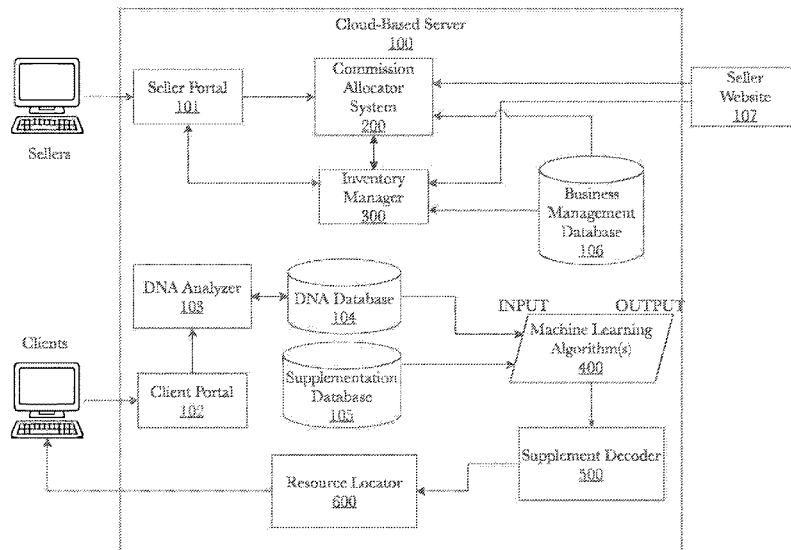 Cloud-Based Server
100
Sellers
Seller Portal
101
Commission
Allocator
System
200
Seller
Website
107
Inventory
Manager
300
Business
Management
Database
106
DNA Analyzer
103
DNA Database
104
INPUT
OUTPUT
Machine Learning
Algorithm(s)
400
Clients
Client Portal
102
Supplementation
Database
105
Supplement Decoder
500
Resource Locator
600